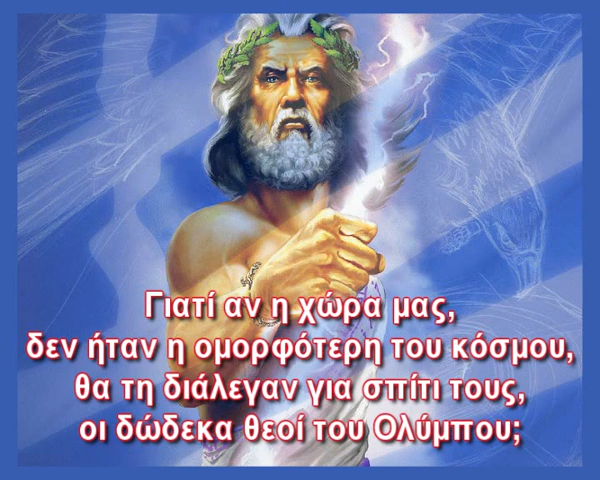 Γιατί αν η χώρα μας,
δεν ήταν η ομορφότερη του κόσμου,
θα τη διάλεγαν για σπίτι τους,
οι δώδεκα θεοί του Ολύμπου;